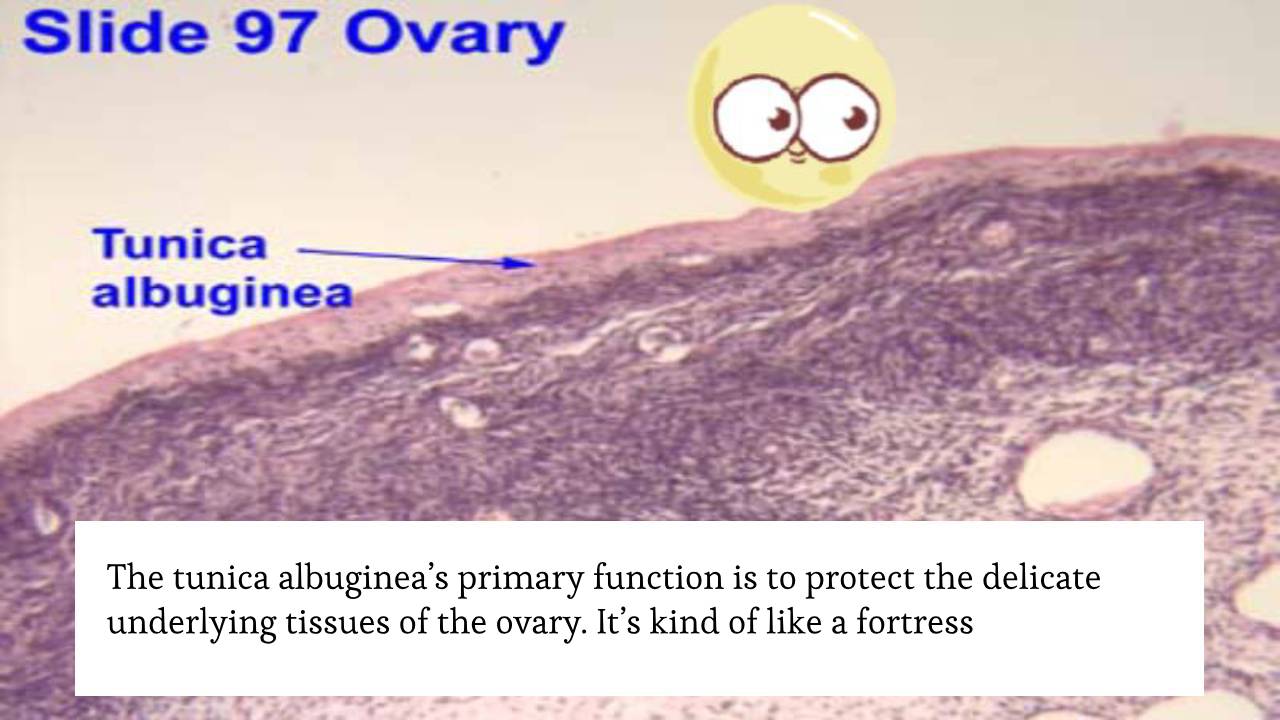 Slide 97 Ovary
Tunica
albuginea
The tunica albuginea’s primary function is to protect the delicate
underlying tissues of the ovary. It’s kind of like a fortress